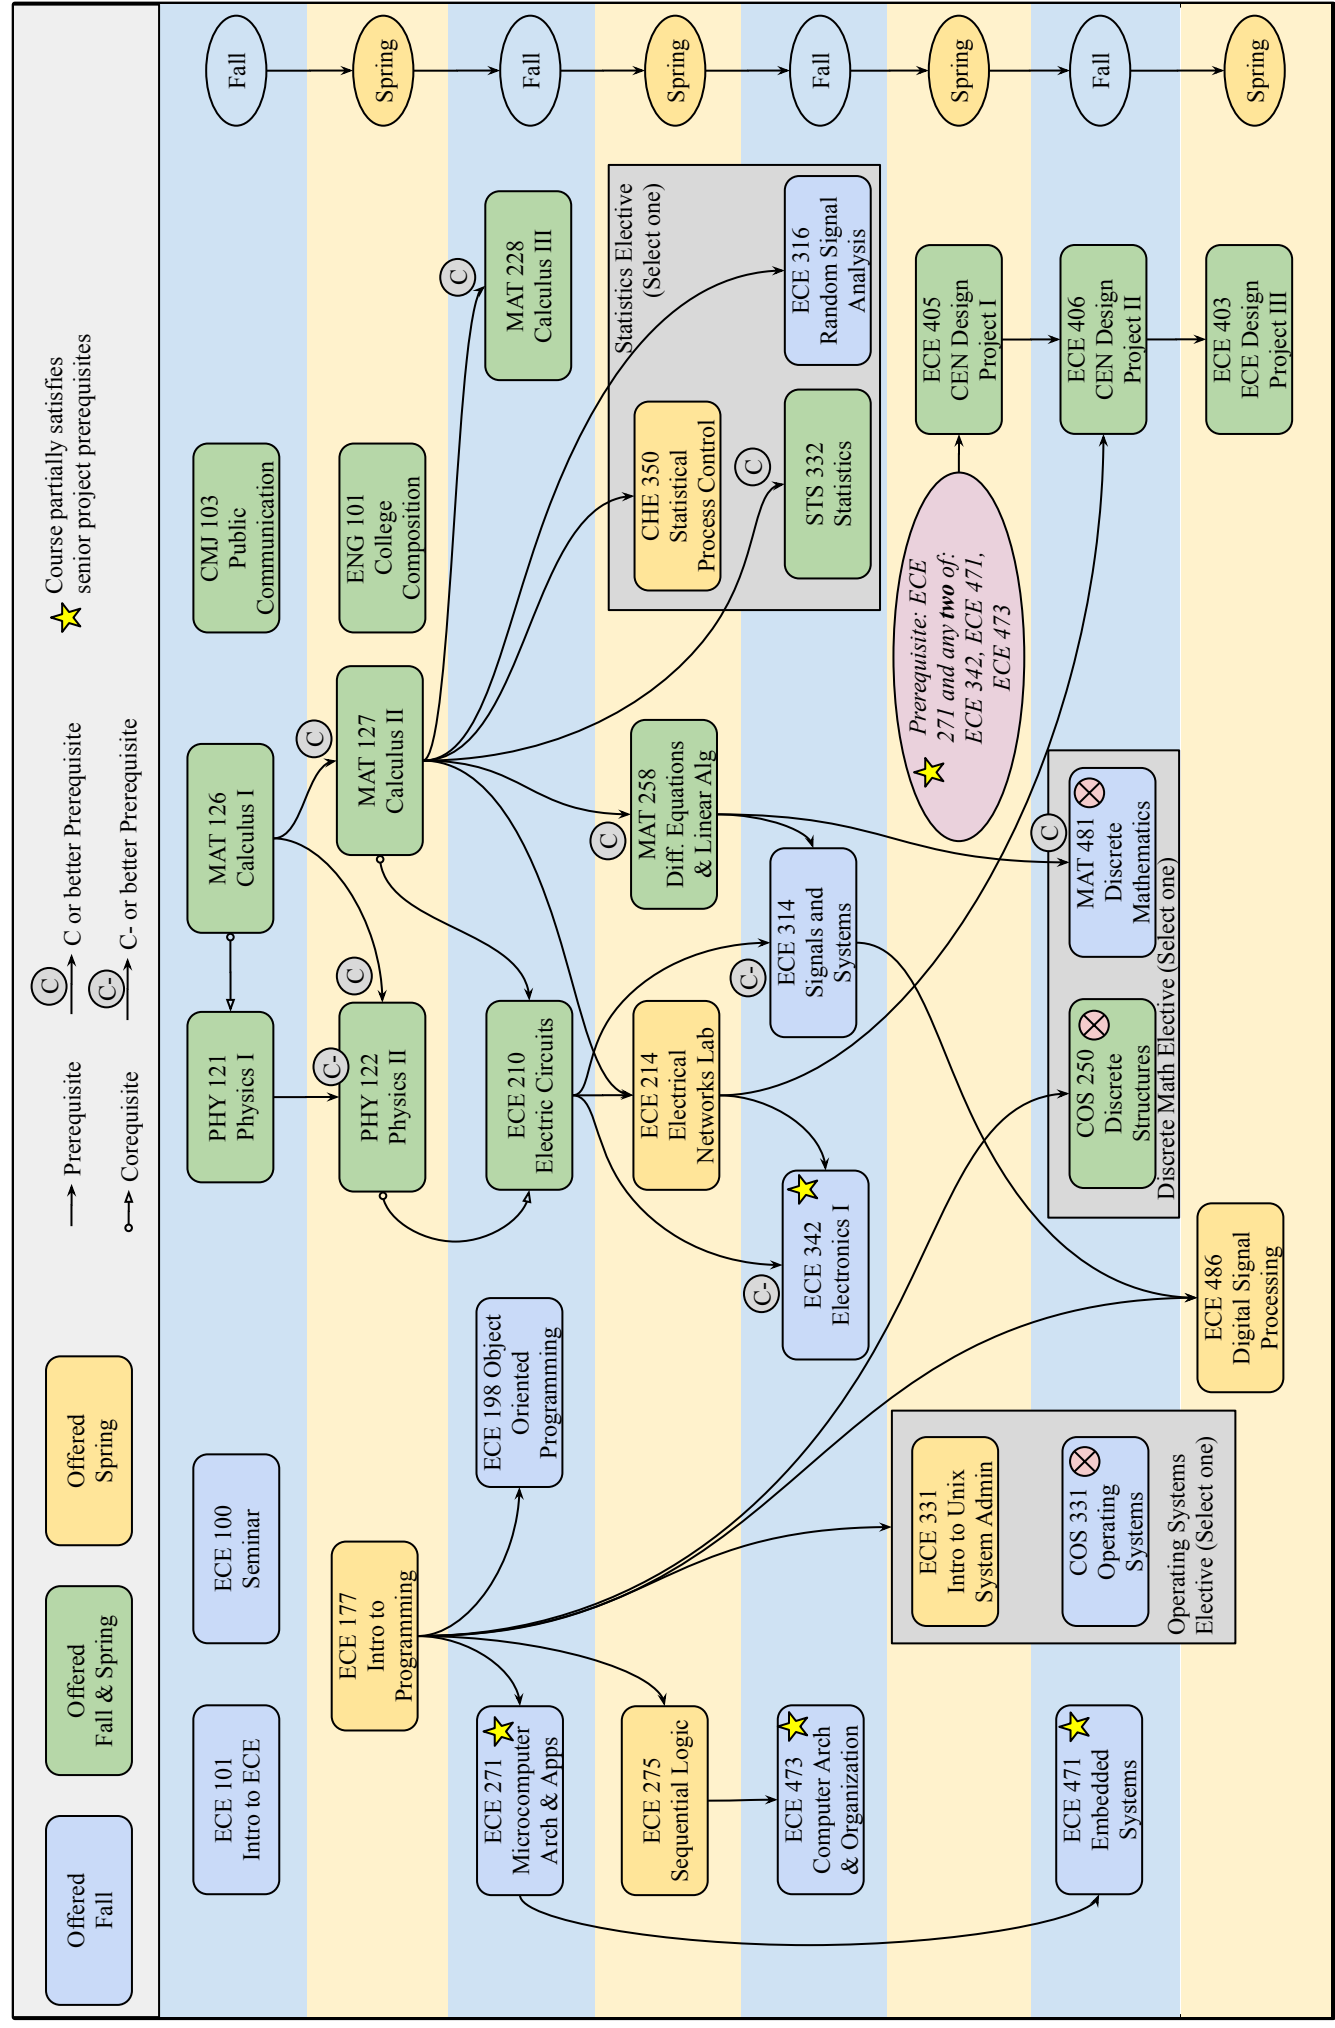 Offered
Fall
Offered
Fall & Spring
Offered
Spring
Prerequisite
Corequisite
C
C or better Prerequisite
C-
C- or better Prerequisite
Course partially satisfies
senior project prerequisites
ECE 101
Intro to ECE
ECE 100
Seminar
PHY 121
Physics I
MAT 126
Calculus I
CMJ 103
Public
Communication
Fall
ECE 177
Intro to
Programming
C-
PHY 122
Physics II
C
C
MAT 127
Calculus II
ENG 101
College
Composition
Spring
ECE 271
Microcomputer
Arch & Apps
ECE 198 Object
Oriented
Programming
ECE 210
Electric Circuits
C
MAT 228
Calculus III
Fall
ECE 275
Sequential Logic
ECE 214
Electrical
Networks Lab
C
MAT 258
Diff. Equations
& Linear Alg
Statistics Elective
(Select one)
CHE 350
Statistical
Process Control
Spring
ECE 473
Computer Arch
& Organization
C-
ECE 342
Electronics I
C-
ECE 314
Signals and
Systems
C
STS 332
Statistics
ECE 316
Random Signal
Analysis
Fall
ECE 331
Intro to Unix
System Admin
Prerequisite: ECE
271 and any two of:
ECE 342, ECE 471,
ECE 473
ECE 405
CEN Design
Project I
Spring
ECE 471
Embedded
Systems
COS 331
Operating
Systems
Operating Systems
Elective (Select one)
COS 250
Discrete
Structures
C
MAT 481
Discrete
Mathematics
Discrete Math Elective (Select one)
ECE 406
CEN Design
Project II
Fall
ECE 486
Digital Signal
Processing
ECE 403
ECE Design
Project III
Spring